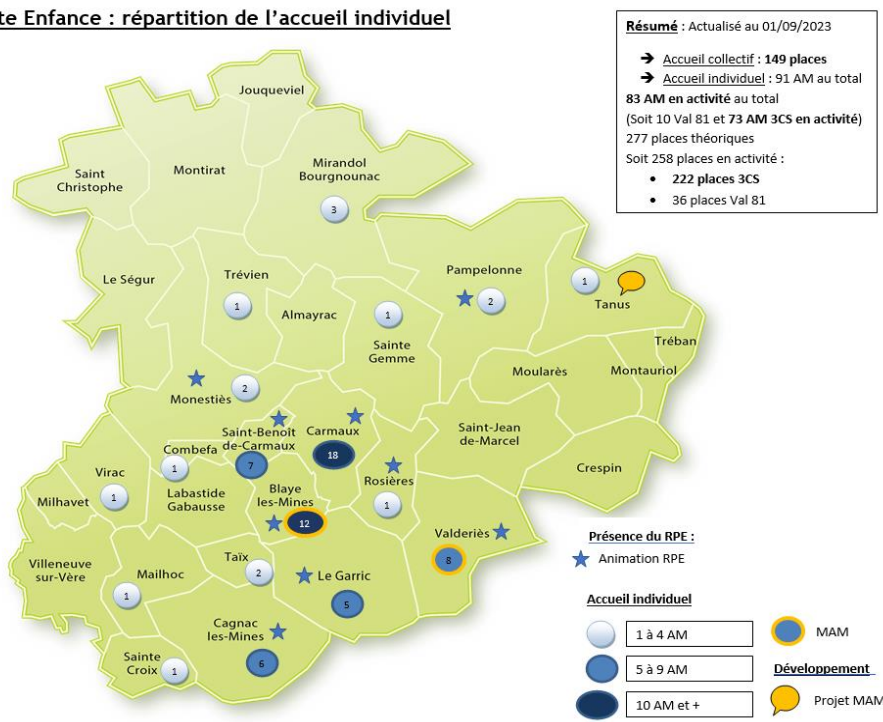 te Enfance : répartition de l’accueil individuel
Résumé : Actualisé au 01/09/2023
➔ Accueil collectif : 149 places
➔ Accueil individuel : 91 AM au total
83 AM en activité au total
(Soit 10 Val 81 et 73 AM 3CS en activité)
277 places théoriques
Soit 258 places en activité :
• 222 places 3CS
• 36 places Val 81
Jouqueviel
Saint
Christophe
Montirat
Mirandol
Bourgnounac
3
Le Ségur
Trévien
1
Almayrac
1
Sainte
Gemme
Pampelonne
2
1
Tanus
Tréban
Montauriol
Moularès
Monestiès
2
Saint-Benoît
de-Carmaux
7
Carmaux
18
Saint-Jean
de-Marcel
Crespin
Combefa
1
Labastide
Gabausse
Virac
1
Milhavet
Blaye
les-Mines
12
Rosières
1
Valderiès
8
Villeneuve
sur-Vère
Mailhoc
1
Taïx
2
Le Garric
5
Cagnac
les-Mines
6
Sainte
Croix
1
Présence du RPE :
Animation RPE
Accueil individuel
1 à 4 AM
5 à 9 AM
10 AM et +
MAM
Développement
Projet MAM